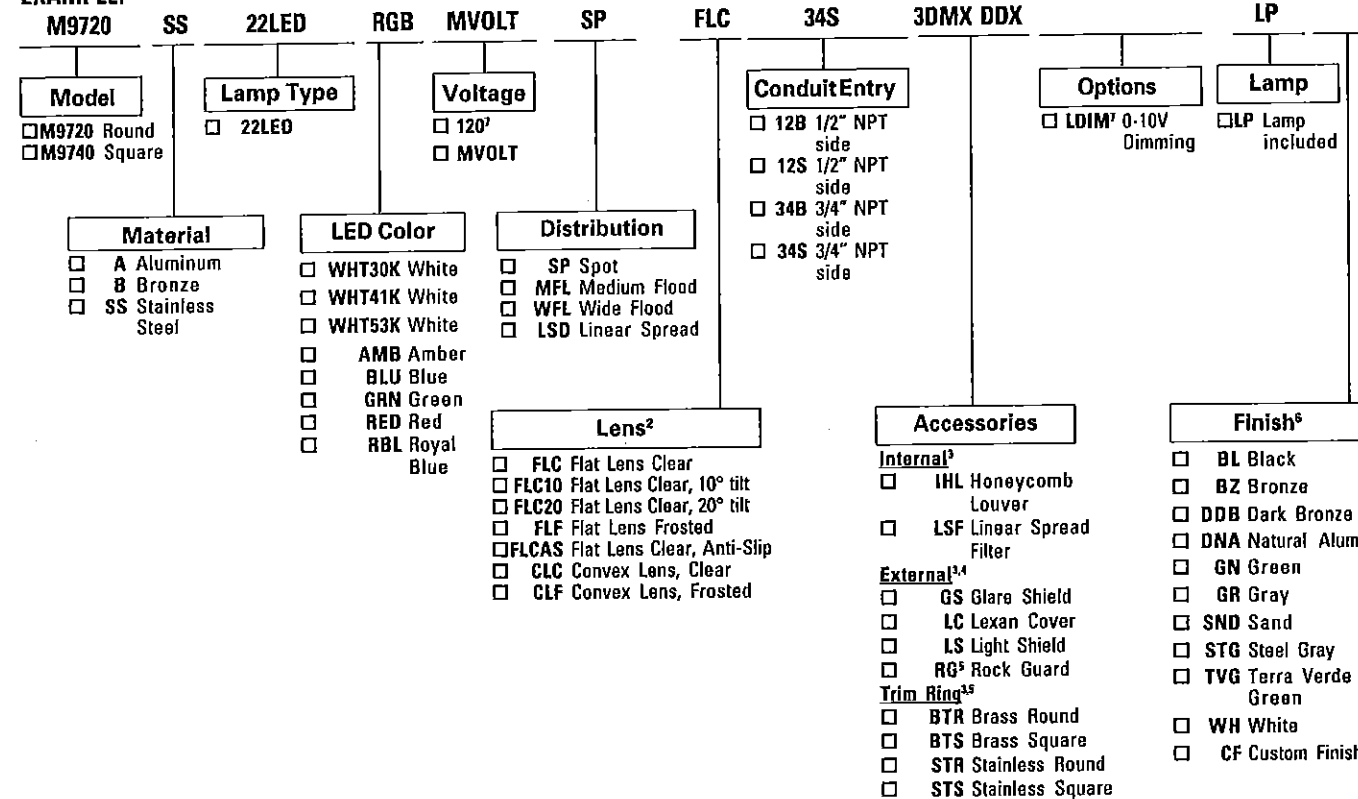 M9720 SS 22LED RGB MVOLT SP FLC 34S 3DMX DDX LP
Model
☐M9720 Round
☐M9740 Square
Lamp Type
☐ 22LED
Voltage
☐ 120⁷
☐ MVOLT
Conduit Entry
☐ 12B 1/2" NPT
side
☐ 12S 1/2" NPT
side
☐ 34B 3/4" NPT
side
☐ 34S 3/4" NPT
side
Options
☐ LDIM⁷ 0-10V
Dimming
Lamp
☐LP Lamp
included
Material
☐ A Aluminum
☐ B Bronze
☐ SS Stainless
Steel
LED Color
☐ WHT30K White
☐ WHT41K White
☐ WHT53K White
☐ AMB Amber
☐ BLU Blue
☐ GRN Green
☐ RED Red
☐ RBL Royal
Blue
Distribution
☐ SP Spot
☐ MFL Medium Flood
☐ WFL Wide Flood
☐ LSD Linear Spread
Lens²
☐ FLC Flat Lens Clear
☐ FLC10 Flat Lens Clear, 10° tilt
☐ FLC20 Flat Lens Clear, 20° tilt
☐ FLF Flat Lens Frosted
☐FLCAS Flat Lens Clear, Anti-Slip
☐ CLC Convex Lens, Clear
☐ CLF Convex Lens, Frosted
Accessories
Internal³
☐ IHL Honeycomb
Louver
☐ LSF Linear Spread
Filter
External³,⁴
☐ GS Glare Shield
☐ LC Lexan Cover
☐ LS Light Shield
☐ RG⁵ Rock Guard
Trim Ring³,⁵
☐ BTR Brass Round
☐ BTS Brass Square
☐ STR Stainless Round
☐ STS Stainless Square
Finish⁶
☐ BL Black
☐ BZ Bronze
☐ DDB Dark Bronze
☐ DNA Natural Alum
☐ GN Green
☐ GR Gray
☐ SND Sand
☐ STG Steel Gray
☐ TVG Terra Verde
Green
☐ WH White
☐ CF Custom Finish